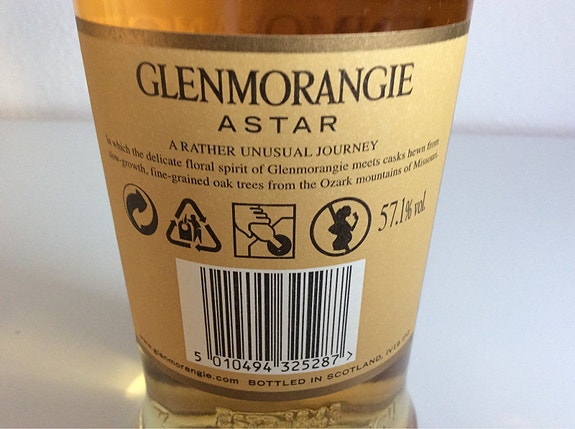 GLENMORANGIE
ASTAR
A RATHER UNUSUAL JOURNEY
In which the delicate floral spirit of Glenmorangie meets casks hewn from
slow-growth, fine-grained oak trees from the Ozark mountains of Missouri.
57.1% vol.
5 010494 325287 >
www.glenmorangie.com BOTTLED IN SCOTLAND,